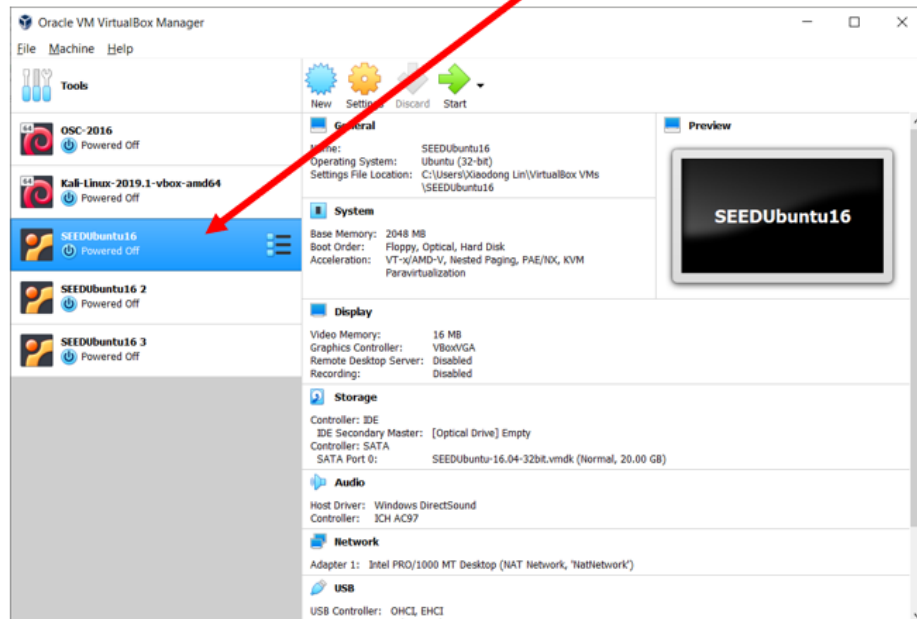 Oracle VM VirtualBox Manager
File Machine Help
Tools
New Settings Discard Start
64
OSC-2016
Powered Off
64
Kali-Linux-2019.1-vbox-amd64
Powered Off
SEEDUbuntu16
Powered Off
SEEDUbuntu16 2
Powered Off
SEEDUbuntu16 3
Powered Off
General
Name: SEEDUbuntu16
Operating System: Ubuntu (32-bit)
Settings File Location: C:\Users\Xiaodong Lin\VirtualBox VMs
\SEEDUbuntu16
Preview
SEEDUbuntu16
System
Base Memory: 2048 MB
Boot Order: Floppy, Optical, Hard Disk
Acceleration: VT-x/AMD-V, Nested Paging, PAE/NX, KVM
Paravirtualization
Display
Video Memory: 16 MB
Graphics Controller: VBoxVGA
Remote Desktop Server: Disabled
Recording: Disabled
Storage
Controller: IDE
IDE Secondary Master: [Optical Drive] Empty
Controller: SATA
SATA Port 0: SEEDUbuntu-16.04-32bit.vmdk (Normal, 20.00 GB)
Audio
Host Driver: Windows DirectSound
Controller: ICH AC97
Network
Adapter 1: Intel PRO/1000 MT Desktop (NAT Network, 'NatNetwork')
USB
USB Controller: OHCI, EHCI